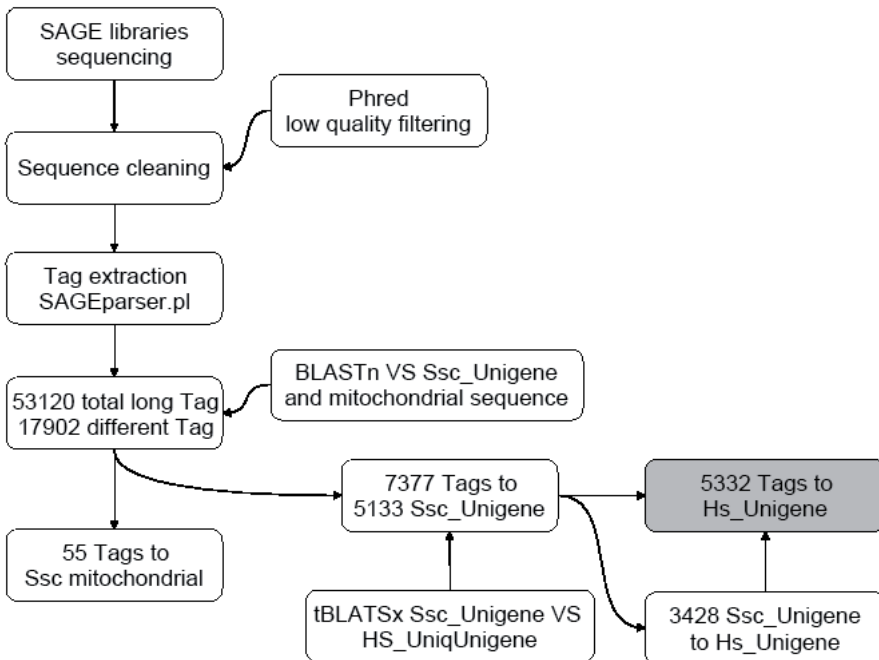 SAGE libraries
sequencing
Phred
low quality filtering
Sequence cleaning
Tag extraction
SAGEparser.pl
BLASTn VS Ssc_Unigene
and mitochondrial sequence
53120 total long Tag
17902 different Tag
7377 Tags to
5133 Ssc_Unigene
5332 Tags to
Hs_Unigene
55 Tags to
Ssc mitochondrial
tBLATSx Ssc_Unigene VS
HS_UniqUnigene
3428 Ssc_Unigene
to Hs_Unigene